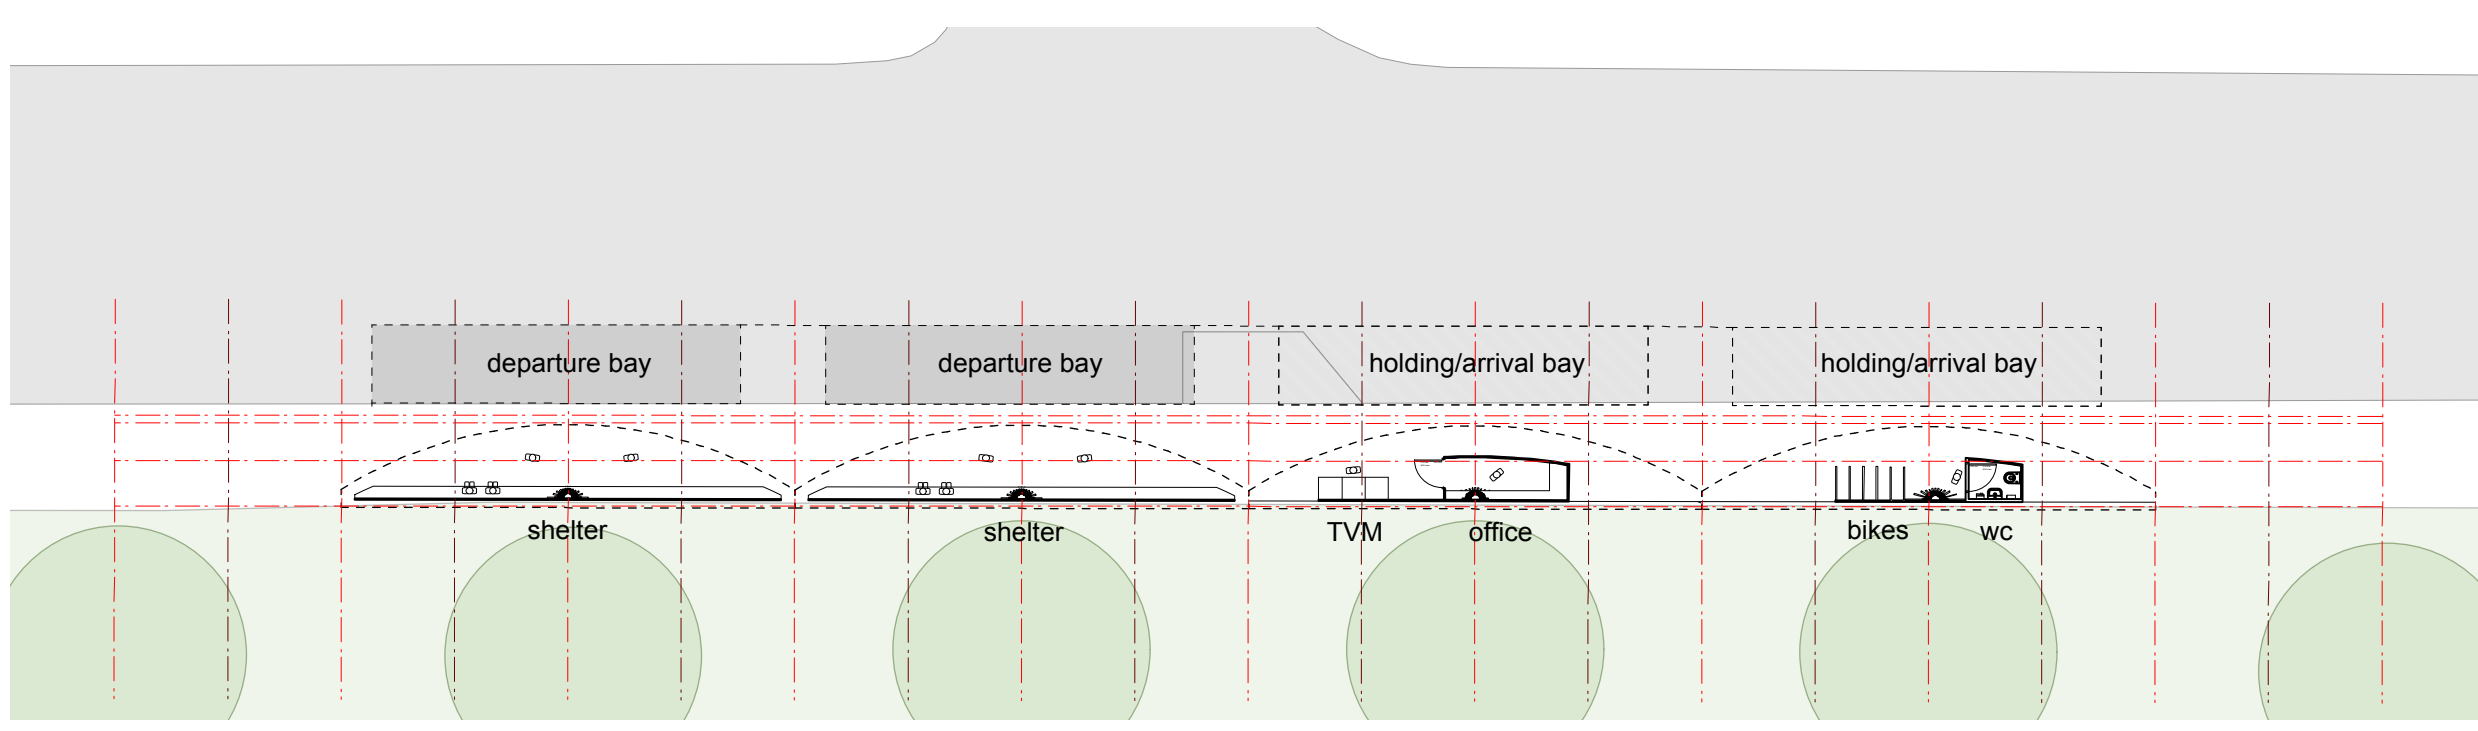 departure bay
departure bay
holding/arrival bay
holding/arrival bay
shelter
shelter
TVM
office
bikes
wc